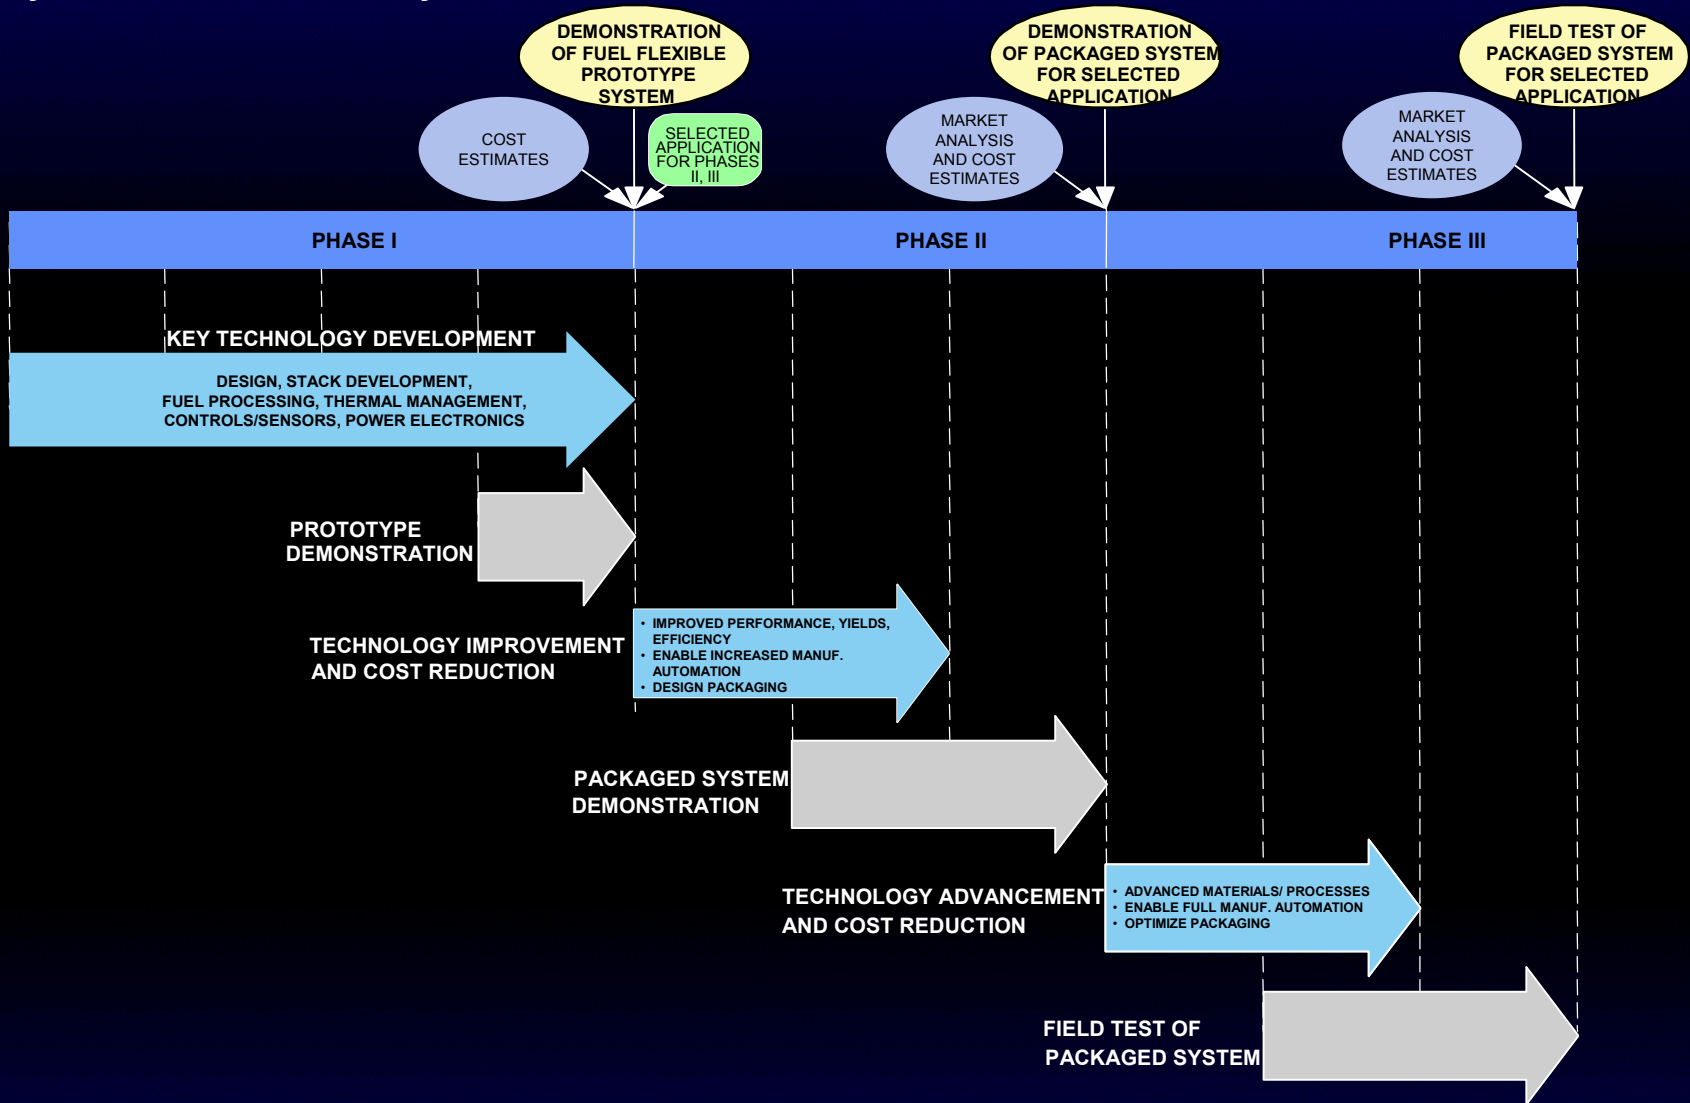 DEMONSTRATION
OF FUEL FLEXIBLE
PROTOTYPE
SYSTEM
DEMONSTRATION
OF PACKAGED SYSTEM
FOR SELECTED
APPLICATION
FIELD TEST OF
PACKAGED SYSTEM
FOR SELECTED
APPLICATION
COST
ESTIMATES
SELECTED
APPLICATION
FOR PHASES
II, III
MARKET
ANALYSIS
AND COST
ESTIMATES
MARKET
ANALYSIS
AND COST
ESTIMATES
PHASE I
PHASE II
PHASE III
KEY TECHNOLOGY DEVELOPMENT
DESIGN, STACK DEVELOPMENT,
FUEL PROCESSING, THERMAL MANAGEMENT,
CONTROLS/SENSORS, POWER ELECTRONICS
PROTOTYPE
DEMONSTRATION
TECHNOLOGY IMPROVEMENT
AND COST REDUCTION
• IMPROVED PERFORMANCE, YIELDS,
EFFICIENCY
• ENABLE INCREASED MANUF.
AUTOMATION
• DESIGN PACKAGING
PACKAGED SYSTEM
DEMONSTRATION
TECHNOLOGY ADVANCEMENT
AND COST REDUCTION
• ADVANCED MATERIALS/ PROCESSES
• ENABLE FULL MANUF. AUTOMATION
• OPTIMIZE PACKAGING
FIELD TEST OF
PACKAGED SYSTEM